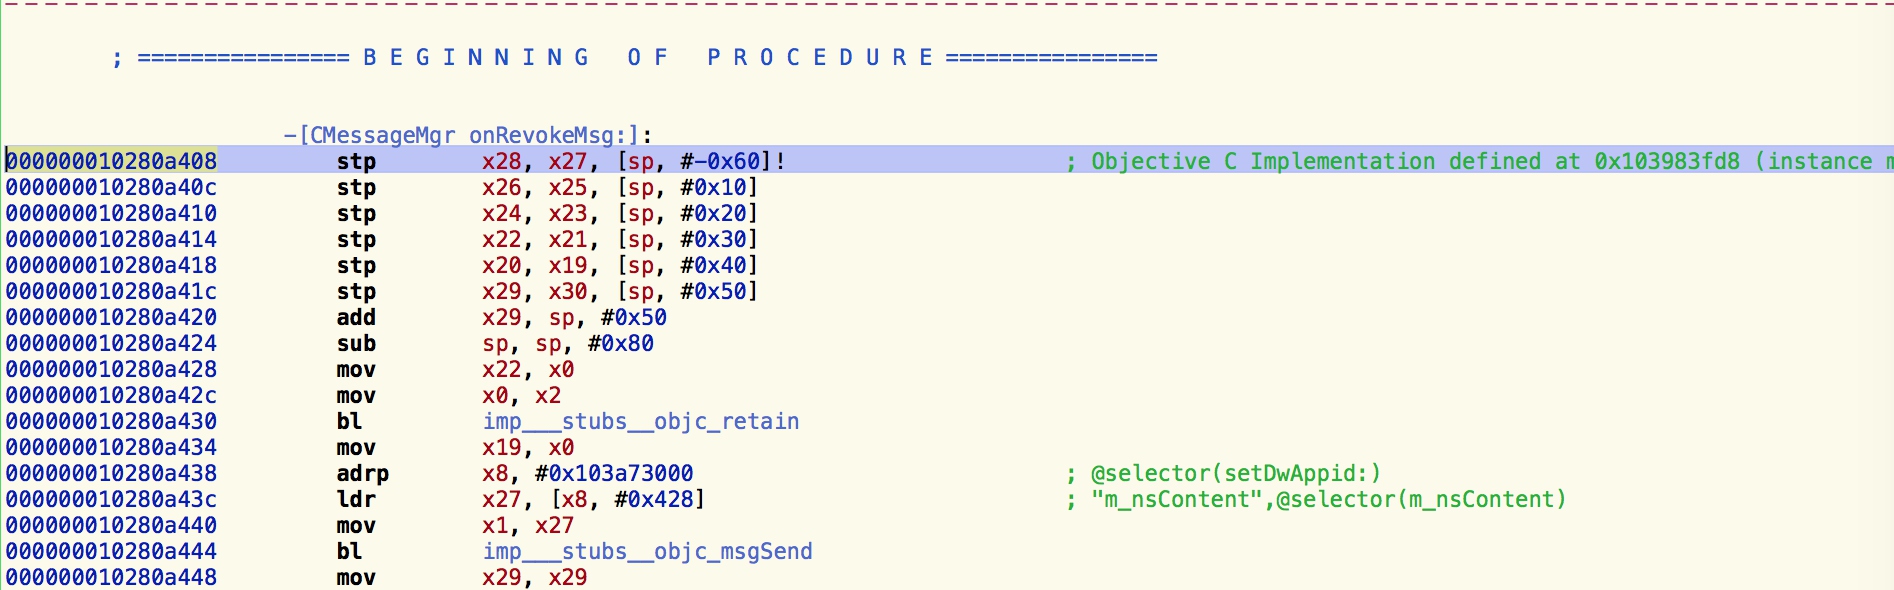 ; ================ B E G I N N I N G   O F   P R O C E D U R E ================
-[CMessageMgr onRevokeMsg:]:
000000010280a408 stp x28, x27, [sp, #-0x60]! ; Objective C Implementation defined at 0x103983fd8 (instance m
000000010280a40c stp x26, x25, [sp, #0x10]
000000010280a410 stp x24, x23, [sp, #0x20]
000000010280a414 stp x22, x21, [sp, #0x30]
000000010280a418 stp x20, x19, [sp, #0x40]
000000010280a41c stp x29, x30, [sp, #0x50]
000000010280a420 add x29, sp, #0x50
000000010280a424 sub sp, sp, #0x80
000000010280a428 mov x22, x0
000000010280a42c mov x0, x2
000000010280a430 bl imp___stubs__objc_retain
000000010280a434 mov x19, x0
000000010280a438 adrp x8, #0x103a73000 ; @selector(setDwAppid:)
000000010280a43c ldr x27, [x8, #0x428] ; "m_nsContent",@selector(m_nsContent)
000000010280a440 mov x1, x27
000000010280a444 bl imp___stubs__objc_msgSend
000000010280a448 mov x29, x29